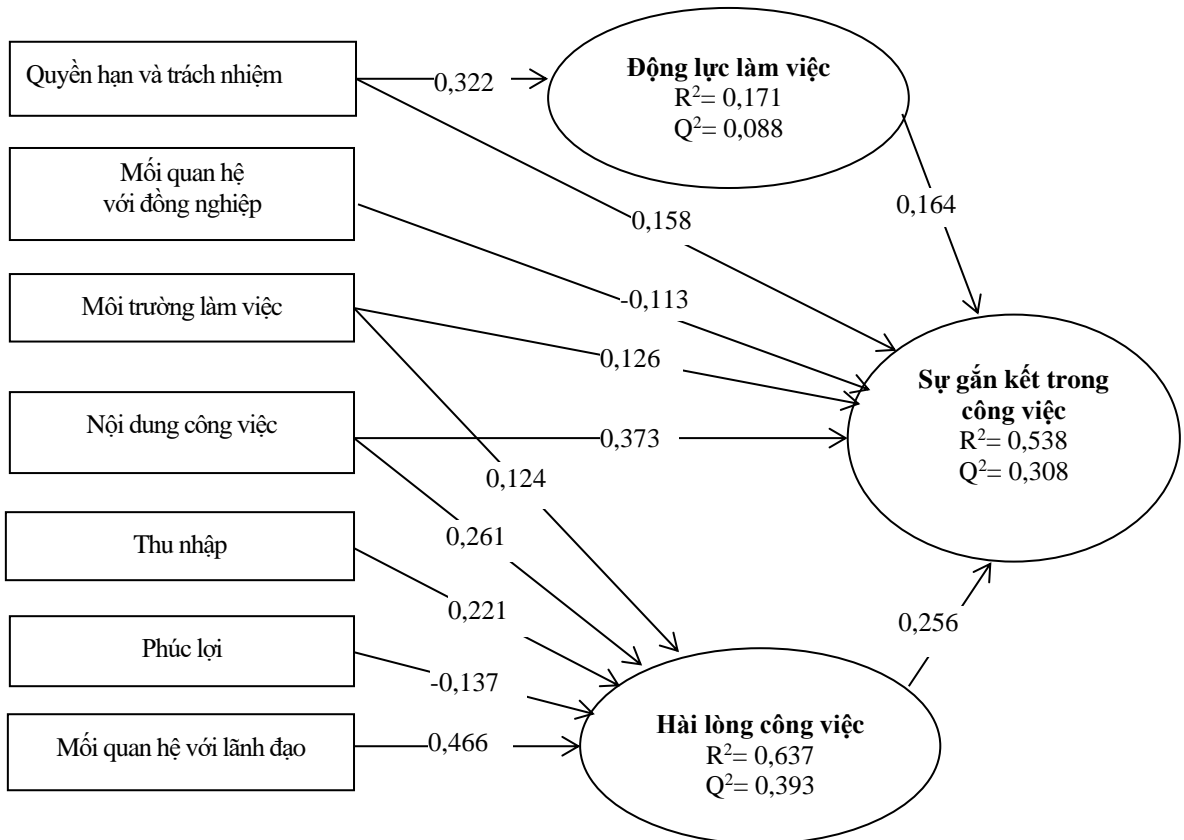 Quyền hạn và trách nhiệm
0,322
Động lực làm việc
R²= 0,171
Q²= 0,088
Mối quan hệ
với đồng nghiệp
0,158
0,164
Môi trường làm việc
-0,113
0,126
Sự gắn kết trong
công việc
R²= 0,538
Q²= 0,308
Nội dung công việc
0,373
0,124
0,261
Thu nhập
0,221
0,256
Phúc lợi
-0,137
Mối quan hệ với lãnh đạo
0,466
Hài lòng công việc
R²= 0,637
Q²= 0,393